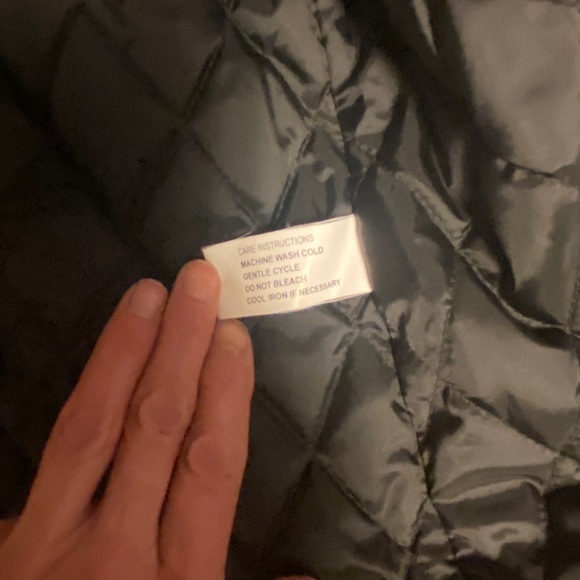 CARE INSTRUCTIONS
MACHINE WASH COLD
GENTLE CYCLE
DO NOT BLEACH
COOL IRON IF NECESSARY